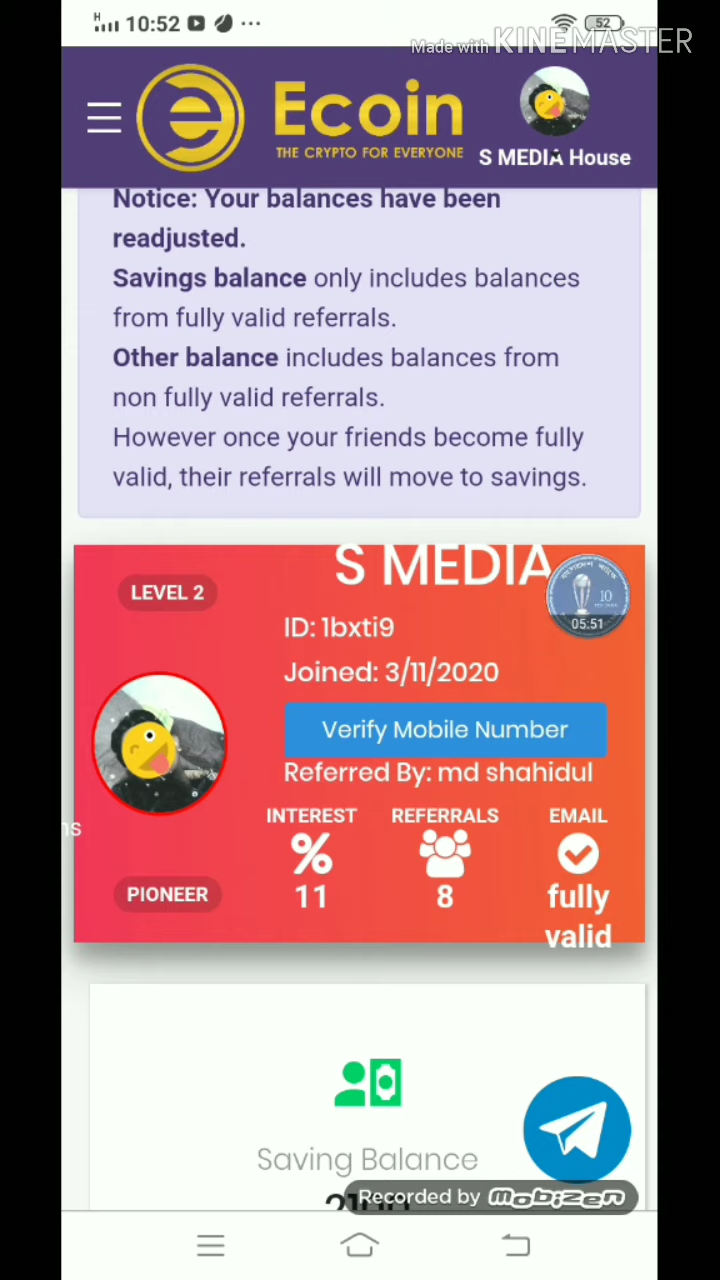 H 10:52 ... 52
Made with KINEMASTER
Ecoin
THE CRYPTO FOR EVERYONE
S MEDIA House
Notice: Your balances have been
readjusted.
Savings balance only includes balances
from fully valid referrals.
Other balance includes balances from
non fully valid referrals.
However once your friends become fully
valid, their referrals will move to savings.
S MEDIA
LEVEL 2
10
05:51
ID: 1bxti9
Joined: 3/11/2020
Verify Mobile Number
Referred By: md shahidul
INTEREST REFERRALS EMAIL
%
11 8 fully
PIONEER
valid
Saving Balance
2100
Recorded by mobizen